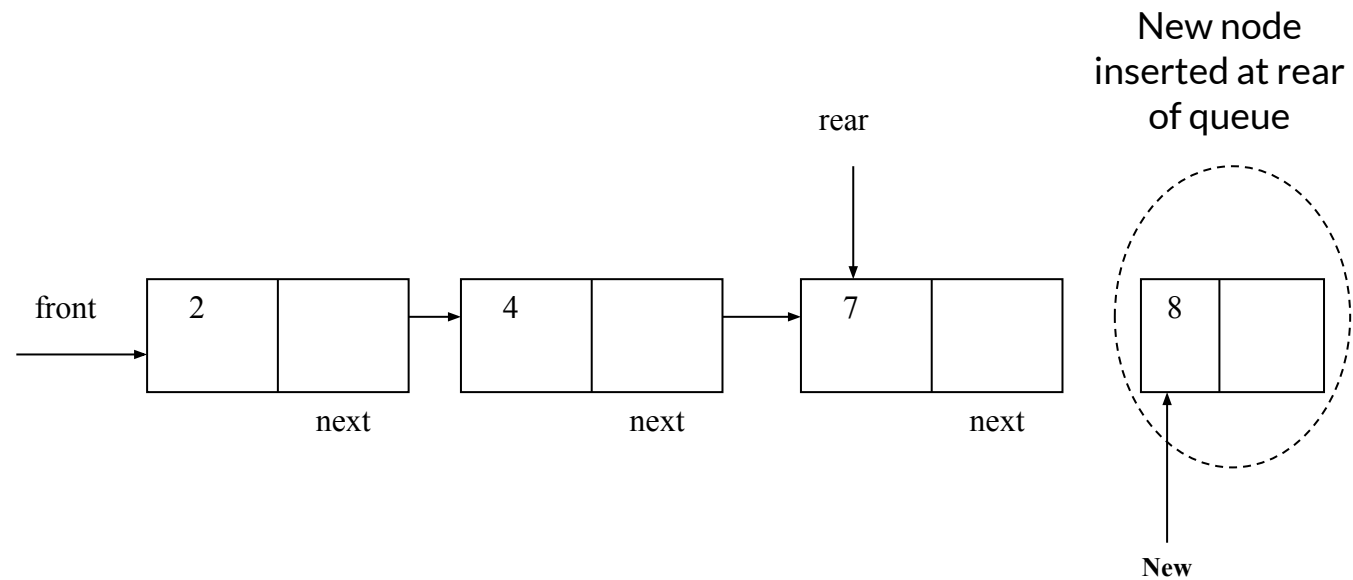 New node
inserted at rear
of queue
rear
front
2
4
7
8
next
next
next
New